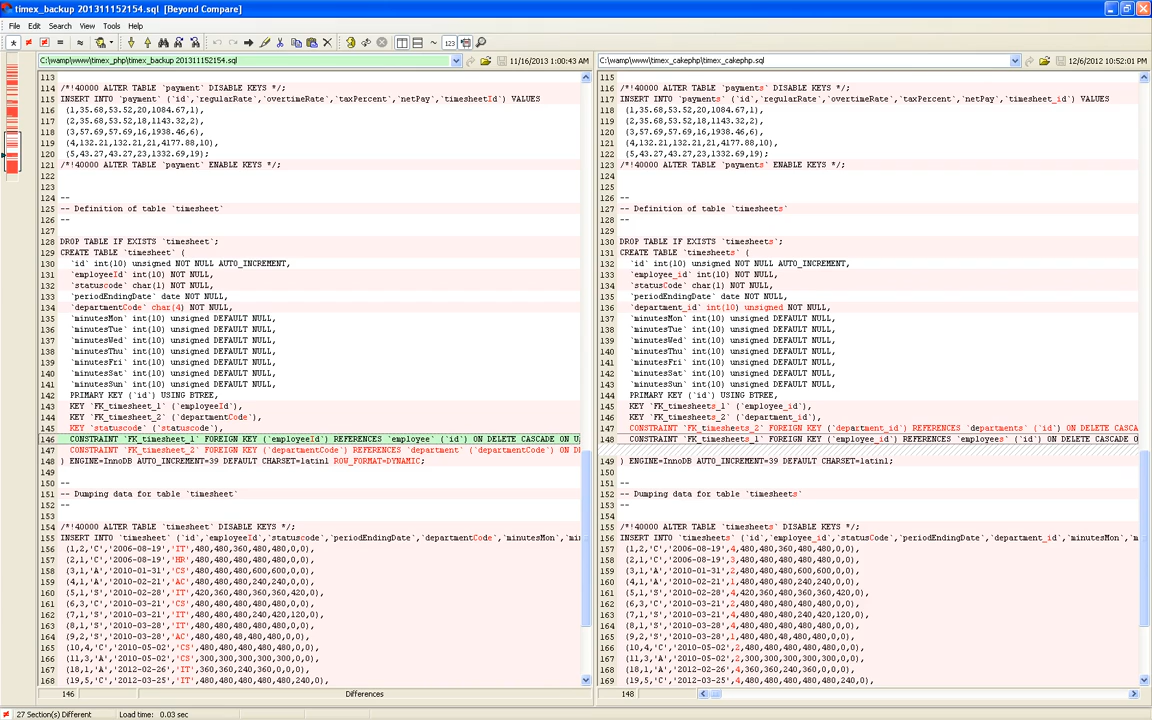 timex_backup 201311152154.sql [Beyond Compare]
File Edit Search View Tools Help
123
C:\wamp\www\timex_php\timex_backup 201311152154.sql
11/16/2013 1:00:43 AM
113
114 /*!40000 ALTER TABLE `payment` DISABLE KEYS */;
115 INSERT INTO `payment` (`id`,`regularRate`,`overtimeRate`,`taxPercent`,`netPay`,`timesheetId`) VALUES
116 (1,35.68,53.52,20,1084.67,1),
117 (2,35.68,53.52,18,1143.32,2),
118 (3,57.69,57.69,16,1938.46,6),
119 (4,132.21,132.21,21,4177.88,10),
120 (5,43.27,43.27,23,1332.69,19);
121 /*!40000 ALTER TABLE `payment` ENABLE KEYS */;
122
123
124 --
125 -- Definition of table `timesheet`
126 --
127
128 DROP TABLE IF EXISTS `timesheet`;
129 CREATE TABLE `timesheet` (
130 `id` int(10) unsigned NOT NULL AUTO_INCREMENT,
131 `employeeId` int(10) NOT NULL,
132 `statuscode` char(1) NOT NULL,
133 `periodEndingDate` date NOT NULL,
134 `departmentCode` char(4) NOT NULL,
135 `minutesMon` int(10) unsigned DEFAULT NULL,
136 `minutesTue` int(10) unsigned DEFAULT NULL,
137 `minutesWed` int(10) unsigned DEFAULT NULL,
138 `minutesThu` int(10) unsigned DEFAULT NULL,
139 `minutesFri` int(10) unsigned DEFAULT NULL,
140 `minutesSat` int(10) unsigned DEFAULT NULL,
141 `minutesSun` int(10) unsigned DEFAULT NULL,
142 PRIMARY KEY (`id`) USING BTREE,
143 KEY `FK_timesheet_1` (`employeeId`),
144 KEY `FK_timesheet_2` (`departmentCode`),
145 KEY `statuscode` (`statuscode`),
146 CONSTRAINT `FK_timesheet_1` FOREIGN KEY (`employeeId`) REFERENCES `employee` (`id`) ON DELETE CASCADE ON U
147 CONSTRAINT `FK_timesheet_2` FOREIGN KEY (`departmentCode`) REFERENCES `department` (`departmentCode`) ON D
148 ) ENGINE=InnoDB AUTO_INCREMENT=39 DEFAULT CHARSET=latin1 ROW_FORMAT=DYNAMIC;
149
150 --
151 -- Dumping data for table `timesheet`
152 --
153
154 /*!40000 ALTER TABLE `timesheet` DISABLE KEYS */;
155 INSERT INTO `timesheet` (`id`,`employeeId`,`statuscode`,`periodEndingDate`,`departmentCode`,`minutesMon`,`mi
156 (1,2,'C','2006-08-19','IT',480,480,360,480,480,0,0),
157 (2,1,'C','2006-08-19','HR',480,480,480,480,480,0,0),
158 (3,1,'A','2010-01-31','CS',480,480,480,600,600,0,0),
159 (4,1,'A','2010-02-21','AC',480,480,480,240,240,0,0),
160 (5,1,'S','2010-02-28','IT',420,360,480,360,360,420,0),
161 (6,3,'C','2010-03-21','CS',480,480,480,480,480,0,0),
162 (7,1,'S','2010-03-21','IT',480,480,480,240,420,120,0),
163 (8,1,'S','2010-03-28','IT',480,480,480,480,480,0,0),
164 (9,2,'S','2010-03-28','AC',480,480,48,480,480,0,0),
165 (10,4,'C','2010-05-02','CS',480,480,360,480,480,0,0),
166 (11,3,'A','2010-05-02','CS',300,300,300,300,300,0,0),
167 (18,1,'A','2012-02-26','IT',360,360,240,360,0,0,0),
168 (19,5,'C','2012-03-25','IT',480,480,480,480,480,240,0),
C:\wamp\www\timex_cakephp\timex_cakephp.sql
12/6/2012 10:52:01 PM
115
116 /*!40000 ALTER TABLE `payments` DISABLE KEYS */;
117 INSERT INTO `payments` (`id`,`regularRate`,`overtimeRate`,`taxPercent`,`netPay`,`timesheet_id`) VALUES
118 (1,35.68,53.52,20,1084.67,1),
119 (2,35.68,53.52,18,1143.32,2),
120 (3,57.69,57.69,16,1938.46,6),
121 (4,132.21,132.21,21,4177.88,10),
122 (5,43.27,43.27,23,1332.69,19);
123 /*!40000 ALTER TABLE `payments` ENABLE KEYS */;
124
125
126 --
127 -- Definition of table `timesheets`
128 --
129
130 DROP TABLE IF EXISTS `timesheets`;
131 CREATE TABLE `timesheets` (
132 `id` int(10) unsigned NOT NULL AUTO_INCREMENT,
133 `employee_id` int(10) NOT NULL,
134 `statusCode` char(1) NOT NULL,
135 `periodEndingDate` date NOT NULL,
136 `department_id` int(10) unsigned NOT NULL,
137 `minutesMon` int(10) unsigned DEFAULT NULL,
138 `minutesTue` int(10) unsigned DEFAULT NULL,
139 `minutesWed` int(10) unsigned DEFAULT NULL,
140 `minutesThu` int(10) unsigned DEFAULT NULL,
141 `minutesFri` int(10) unsigned DEFAULT NULL,
142 `minutesSat` int(10) unsigned DEFAULT NULL,
143 `minutesSun` int(10) unsigned DEFAULT NULL,
144 PRIMARY KEY (`id`) USING BTREE,
145 KEY `FK_timesheets_1` (`employee_id`),
146 KEY `FK_timesheets_2` (`department_id`),
147 CONSTRAINT `FK_timesheets_2` FOREIGN KEY (`department_id`) REFERENCES `departments` (`id`) ON DELETE CASCA
148 CONSTRAINT `FK_timesheets_1` FOREIGN KEY (`employee_id`) REFERENCES `employees` (`id`) ON DELETE CASCADE O
149 ) ENGINE=InnoDB AUTO_INCREMENT=39 DEFAULT CHARSET=latin1;
150
151 --
152 -- Dumping data for table `timesheets`
153 --
154
155 /*!40000 ALTER TABLE `timesheets` DISABLE KEYS */;
156 INSERT INTO `timesheets` (`id`,`employee_id`,`statusCode`,`periodEndingDate`,`department_id`,`minutesMon`,`m
157 (1,2,'C','2006-08-19',4,480,480,360,480,480,0,0),
158 (2,1,'C','2006-08-19',3,480,480,480,480,480,0,0),
159 (3,1,'A','2010-01-31',2,480,480,480,600,600,0,0),
160 (4,1,'A','2010-02-21',1,480,480,480,240,240,0,0),
161 (5,1,'S','2010-02-28',4,420,360,480,360,360,420,0),
162 (6,3,'C','2010-03-21',2,480,480,480,480,480,0,0),
163 (7,1,'S','2010-03-21',4,480,480,480,240,420,120,0),
164 (8,1,'S','2010-03-28',4,480,480,480,480,480,0,0),
165 (9,2,'S','2010-03-28',1,480,480,48,480,480,0,0),
166 (10,4,'C','2010-05-02',2,480,480,360,480,480,0,0),
167 (11,3,'A','2010-05-02',2,300,300,300,300,300,0,0),
168 (18,1,'A','2012-02-26',4,360,360,240,360,0,0,0),
169 (19,5,'C','2012-03-25',4,480,480,480,480,480,240,0),
146 Differences 148
27 Section(s) Different Load time: 0.03 sec